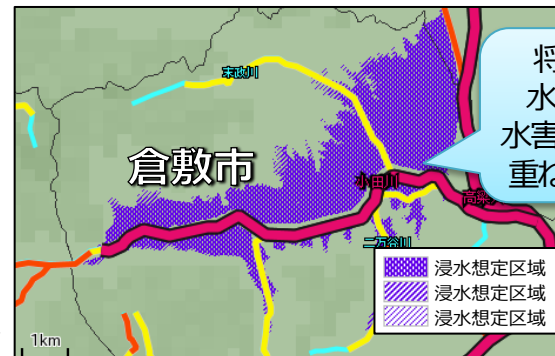 末政川
将
水
水害
重ね
倉敷市
小田川
高梁
二万谷川
浸水想定区域
浸水想定区域
浸水想定区域
1km